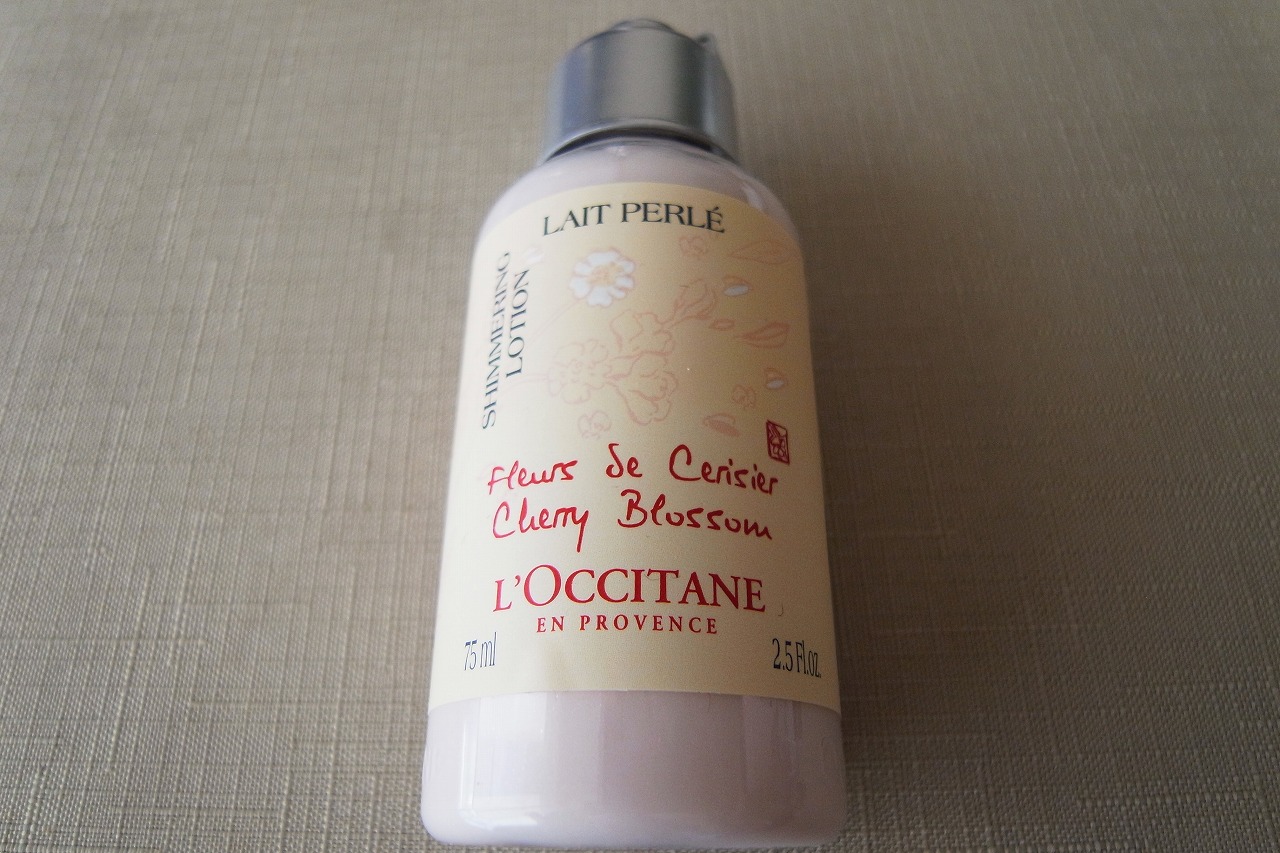 LAIT PERLÉ
SHIMMERING
LOTION
Fleurs de Cerisier
Cherry Blossom
L'OCCITANE
EN PROVENCE
75 ml
2.5 Fl.oz.